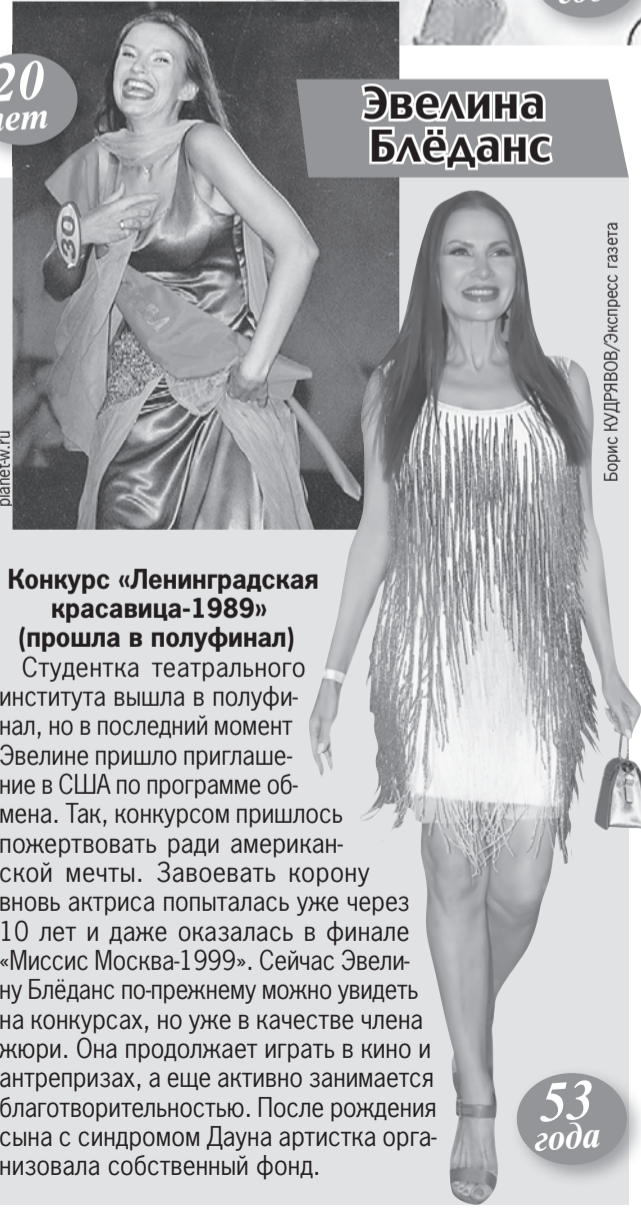 20
лет
30
Эвелина
Блёданс
planet-w.ru
Борис КУДРЯВОВ/Экспресс газета
Конкурс «Ленинградская
красавица-1989»
(прошла в полуфинал)
Студентка театрального
института вышла в полуфи-
нал, но в последний момент
Эвелине пришло приглаше-
ние в США по программе об-
мена. Так, конкурсом пришлось
пожертвовать ради американ-
ской мечты. Завоевать корону
вновь актриса попыталась уже через
10 лет и даже оказалась в финале
«Миссис Москва-1999». Сейчас Эвели-
ну Блёданс по-прежнему можно увидеть
на конкурсах, но уже в качестве члена
жюри. Она продолжает играть в кино и
антрепризах, а еще активно занимается
благотворительностью. После рождения
сына с синдромом Дауна артистка орга-
низовала собственный фонд.
53
года